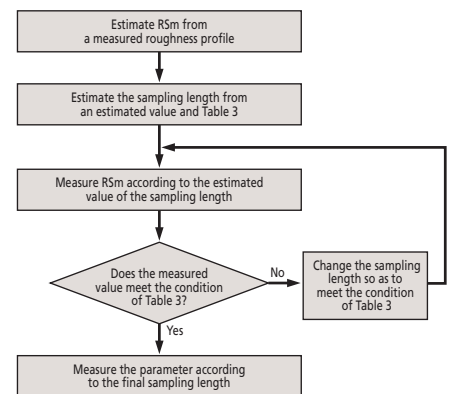 Estimate RSm from
a measured roughness profile
Estimate the sampling length from
an estimated value and Table 3
Measure RSm according to the estimated
value of the sampling length
Does the measured
value meet the condition
of Table 3?
No
Change the sampling
length so as to
meet the condition
of Table 3
Yes
Measure the parameter according
to the final sampling length